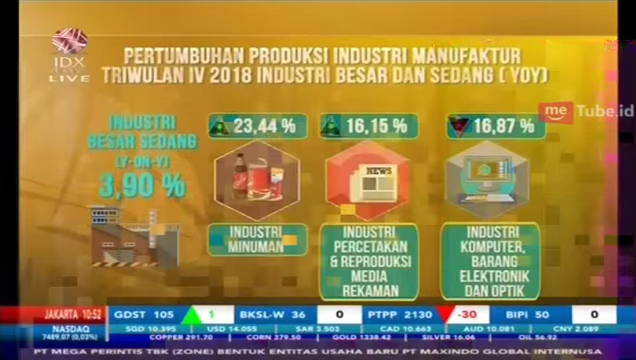 IDX
LIVE
PERTUMBUHAN PRODUKSI INDUSTRI MANUFAKTUR
TRIWULAN IV 2018 INDUSTRI BESAR DAN SEDANG ( YOY)
me Tube.id
INDUSTRI
BESAR SEDANG
(Y-ON-Y)
3,90 %
23,44 %
INDUSTRI
MINUMAN
16,15 %
NEWS
INDUSTRI
PERCETAKAN
& REPRODUKSI
MEDIA
REKAMAN
16,87 %
INDUSTRI
KOMPUTER,
BARANG
ELEKTRONIK
DAN OPTIK
JAKARTA 10:52 GDST 105 1 BKSL-W 36 0 PTPP 2130 -30 BIPI 50 0
NASDAQ SGD 10.395 USD 14.055 SAR 3.503 CAD 10.663 AUD 10.081 CNY 2.089
7489,07 (0,03%) COPPER 291.70 CORN 379.50 GOLD 1338.42 SILVER 16.06 OIL 56.92
PT MEGA PERINTIS TBK (ZONE) BENTUK ENTITAS USAHA BARU PT MAXINDO GLOBAL INTERNUSA